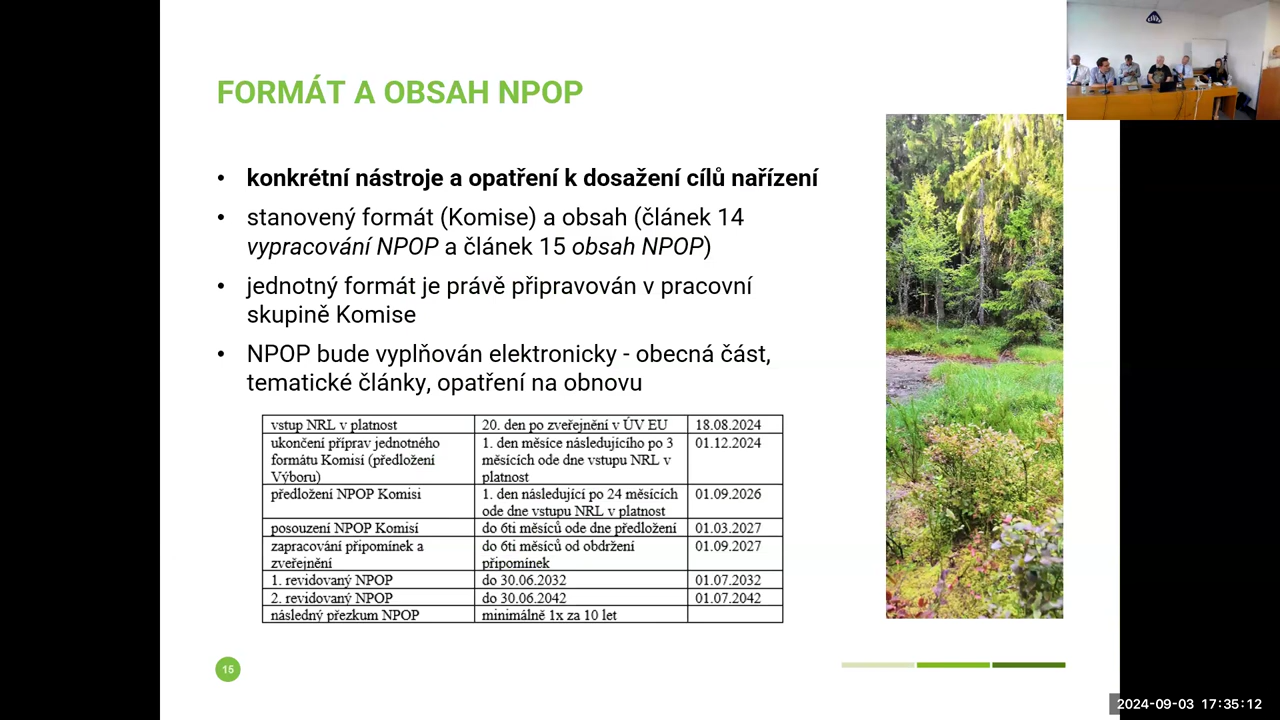 FORMÁT A OBSAH NPOP
• konkrétní nástroje a opatření k dosažení cílů nařízení
• stanovený formát (Komise) a obsah (článek 14
vypracování NPOP a článek 15 obsah NPOP)
• jednotný formát je právě připravován v pracovní
skupině Komise
• NPOP bude vyplňován elektronicky - obecná část,
tematické články, opatření na obnovu
vstup NRL v platnost 20. den po zveřejnění v ÚV EU 18.08.2024
ukončení příprav jednotného 1. den měsíce následujícího po 3 01.12.2024
formátu Komisí (předložení měsících ode dne vstupu NRL v
Výboru) platnost
předložení NPOP Komisi 1. den následující po 24 měsících 01.09.2026
ode dne vstupu NRL v platnost
posouzení NPOP Komisí do 6ti měsíců ode dne předložení 01.03.2027
zapracování připomínek a do 6ti měsíců od obdržení 01.09.2027
zveřejnění připomínek
1. revidovaný NPOP do 30.06.2032 01.07.2032
2. revidovaný NPOP do 30.06.2042 01.07.2042
následný přezkum NPOP minimálně 1x za 10 let
15
2024-09-03 17:35:12